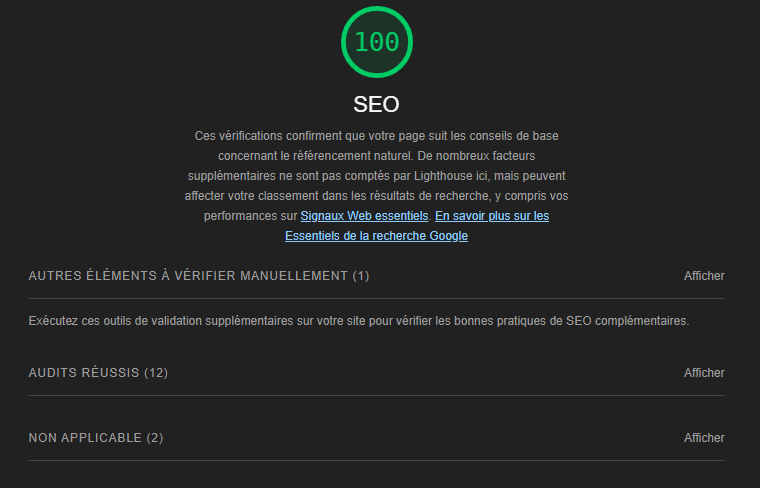 100
SEO
Ces vérifications confirment que votre page suit les conseils de base
concernant le référencement naturel. De nombreux facteurs
supplémentaires ne sont pas comptés par Lighthouse ici, mais peuvent
affecter votre classement dans les résultats de recherche, y compris vos
performances sur Signaux Web essentiels. En savoir plus sur les
Essentiels de la recherche Google
AUTRES ÉLÉMENTS À VÉRIFIER MANUELLEMENT (1) Afficher
Exécutez ces outils de validation supplémentaires sur votre site pour vérifier les bonnes pratiques de SEO complémentaires.
AUDITS RÉUSSIS (12) Afficher
NON APPLICABLE (2) Afficher